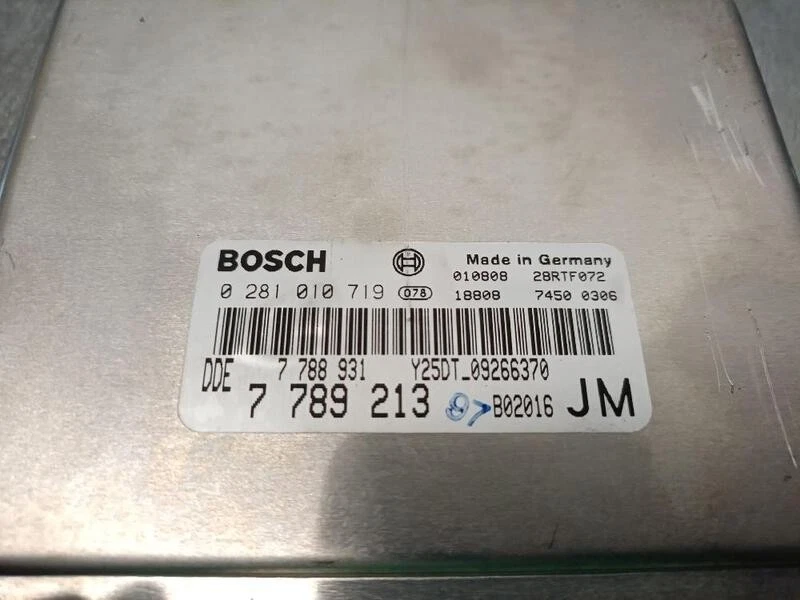 BOSCH Made in Germany
010808 28RTF072
0 281 010 719 078 18808 7450 0306
DDE 7 788 931 Y25DT_09266370
7 789 213 97 B02016 JM